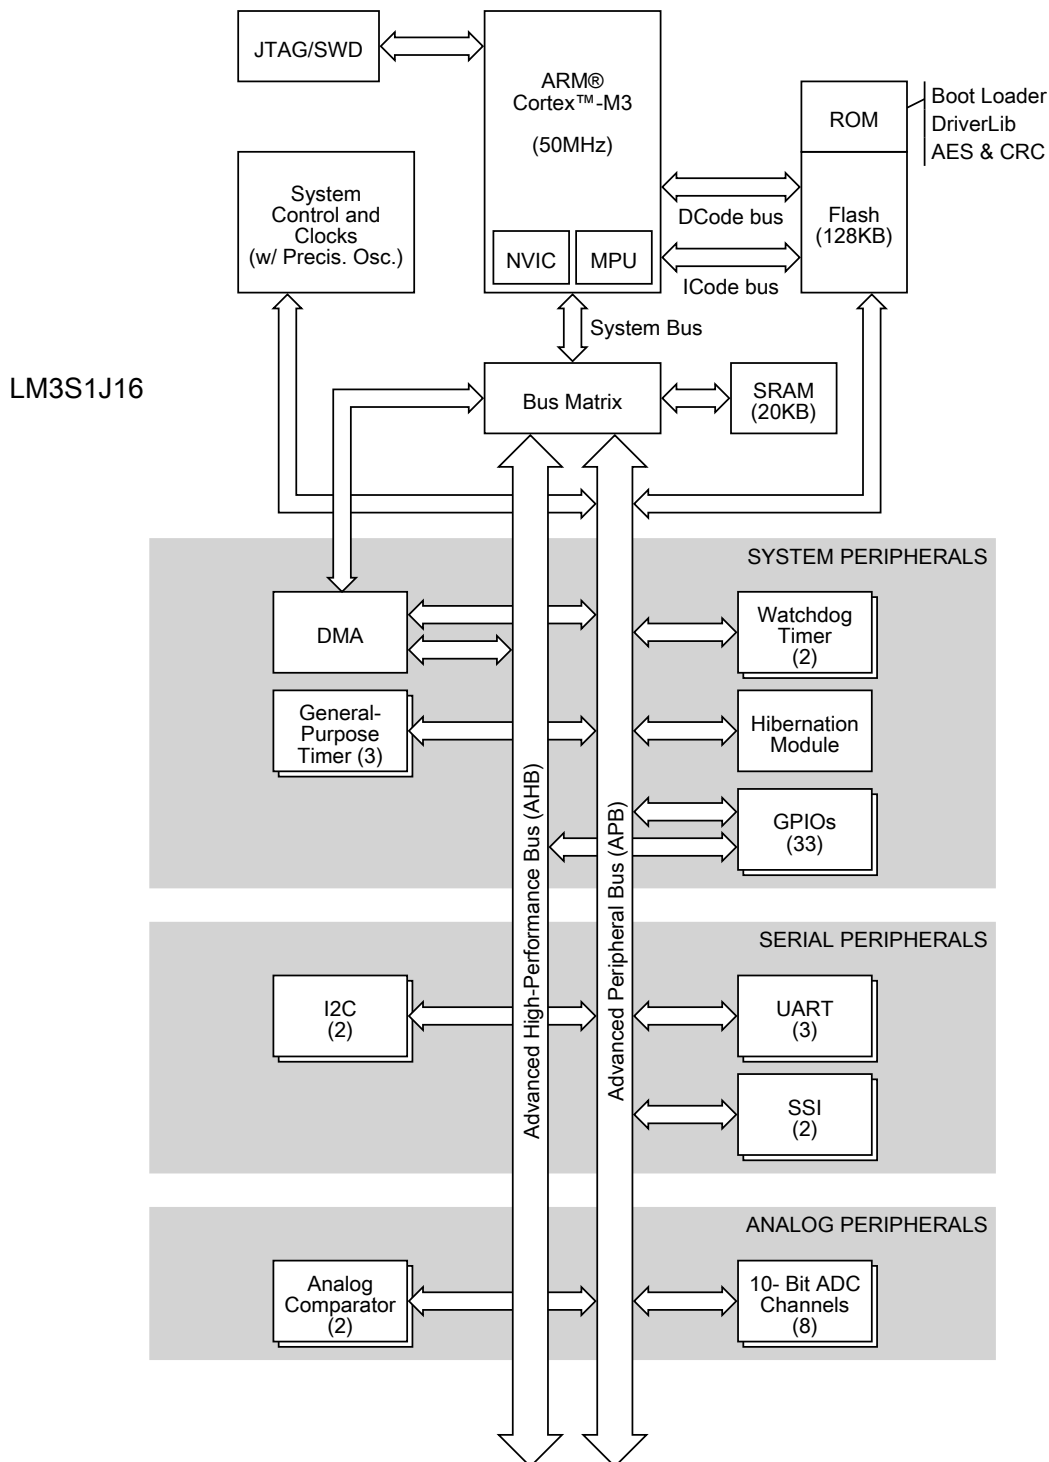 JTAG/SWD
ARM®
Cortex™-M3
(50MHz)
NVIC
MPU
ROM
Boot Loader
DriverLib
AES & CRC
Flash
(128KB)
DCode bus
ICode bus
System
Control and
Clocks
(w/ Precis. Osc.)
System Bus
LM3S1J16
Bus Matrix
SRAM
(20KB)
SYSTEM PERIPHERALS
DMA
Watchdog
Timer
(2)
General-
Purpose
Timer (3)
Hibernation
Module
GPIOs
(33)
Advanced High-Performance Bus (AHB)
Advanced Peripheral Bus (APB)
SERIAL PERIPHERALS
I2C
(2)
UART
(3)
SSI
(2)
ANALOG PERIPHERALS
Analog
Comparator
(2)
10- Bit ADC
Channels
(8)